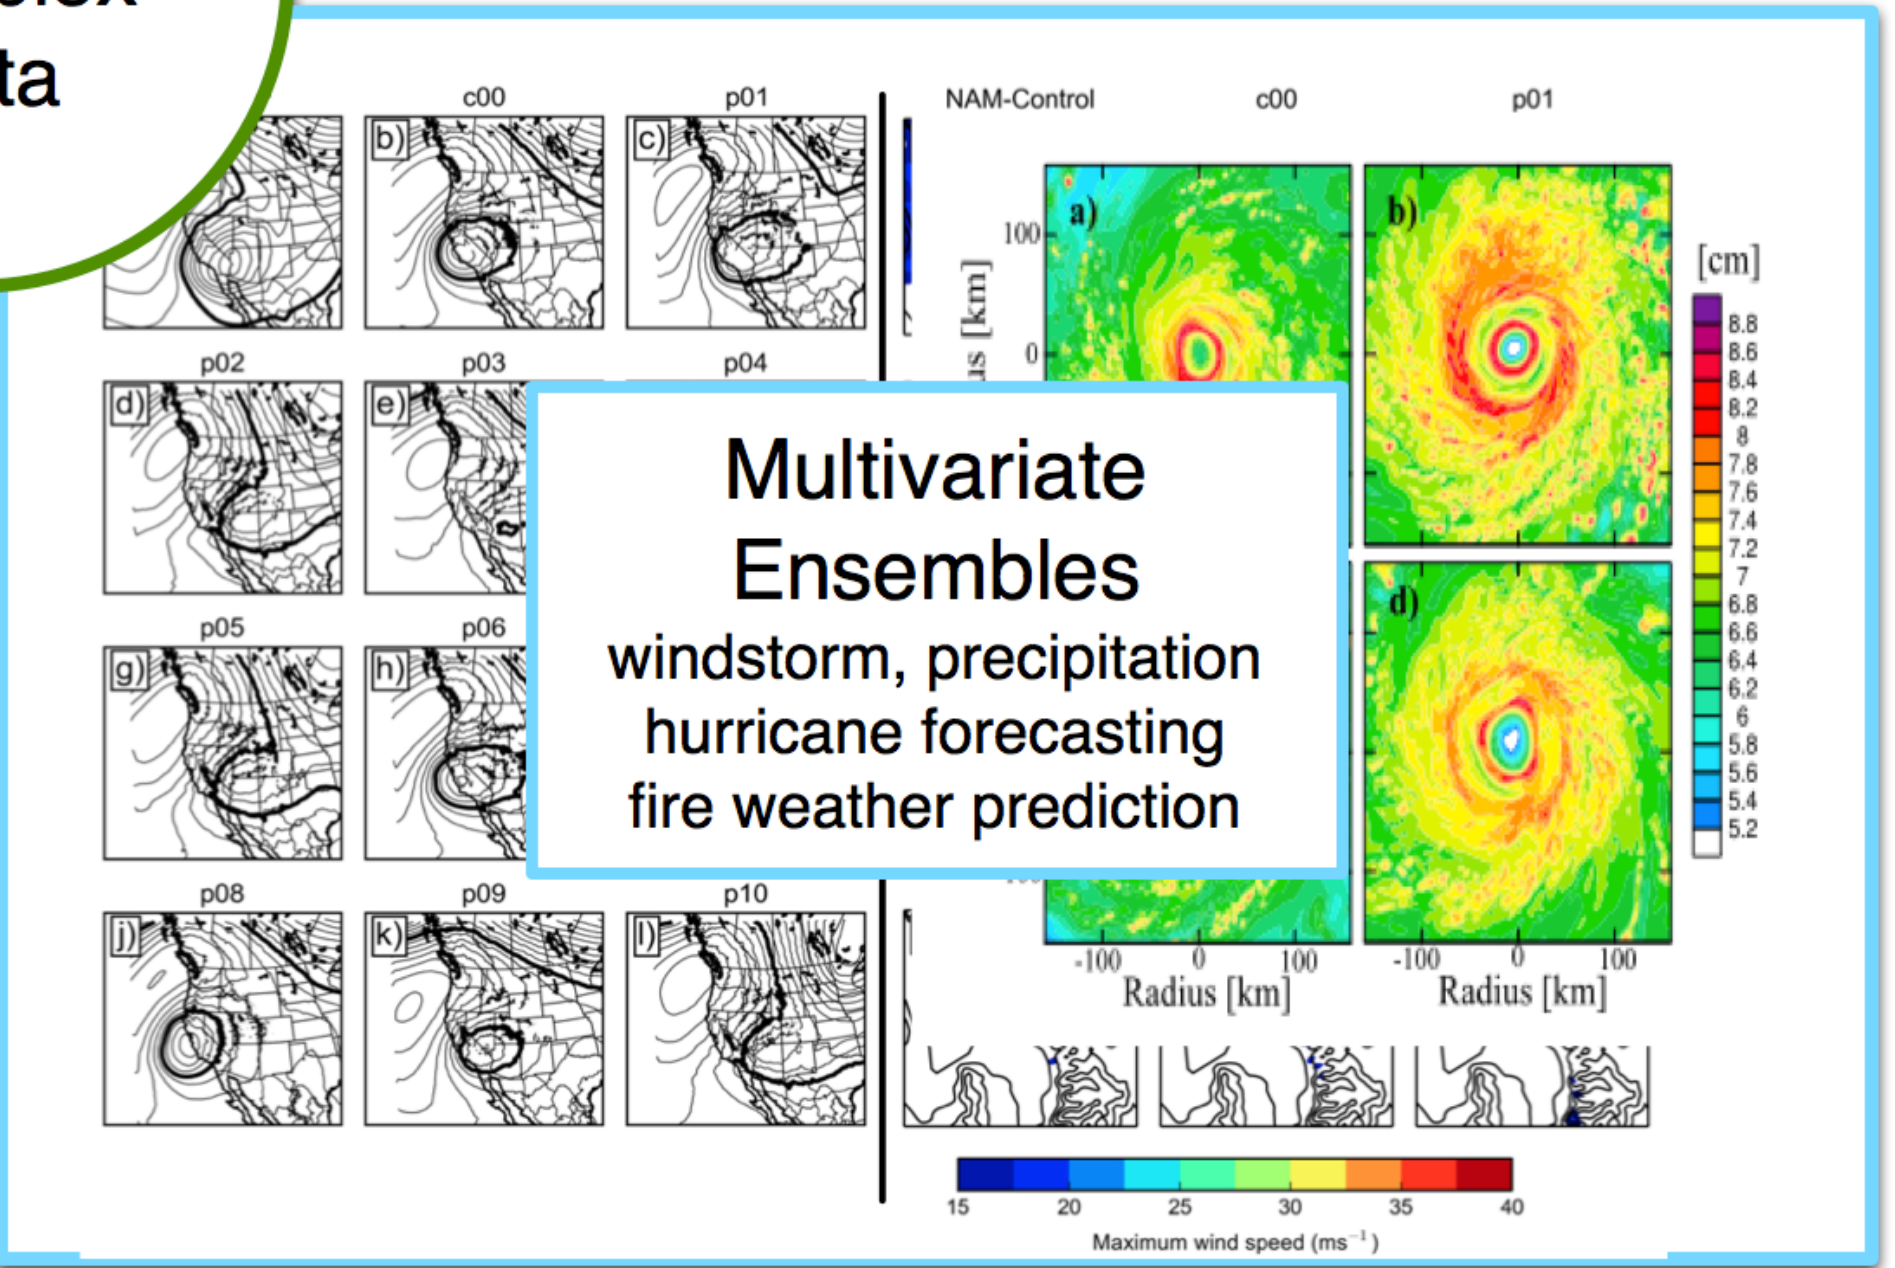 ta
c00
p01
NAM-Control
c00
p01
b)
c)
a)
b)
100
0
[km]
[cm]
8.8
8.6
8.4
8.2
8
7.8
7.6
7.4
7.2
7
6.8
6.6
6.4
6.2
6
5.8
5.6
5.4
5.2
p02
p03
p04
d)
e)
Multivariate
Ensembles
windstorm, precipitation
hurricane forecasting
fire weather prediction
d)
p05
p06
g)
h)
p08
p09
p10
j)
k)
l)
-100 0 100
Radius [km]
-100 0 100
Radius [km]
15 20 25 30 35 40
Maximum wind speed (ms⁻¹)